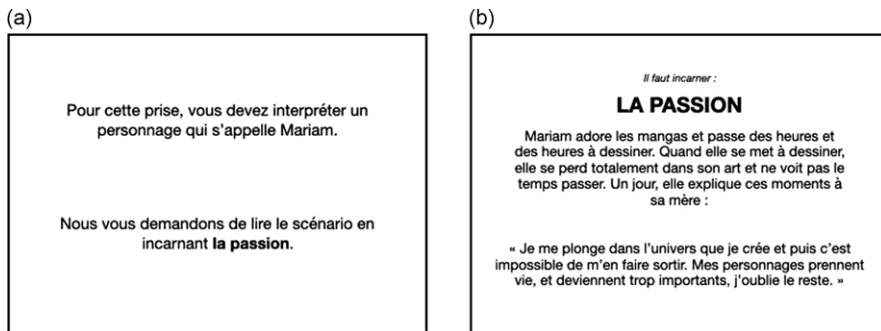 (a)
Pour cette prise, vous devez interpréter un
personnage qui s'appelle Mariam.
Nous vous demandons de lire le scénario en
incarnant la passion.
(b)
Il faut incarner :
LA PASSION
Mariam adore les mangas et passe des heures et
des heures à dessiner. Quand elle se met à dessiner,
elle se perd totalement dans son art et ne voit pas le
temps passer. Un jour, elle explique ces moments à
sa mère :
« Je me plonge dans l'univers que je crée et puis c'est
impossible de m'en faire sortir. Mes personnages prennent
vie, et deviennent trop importants, j'oublie le reste. »